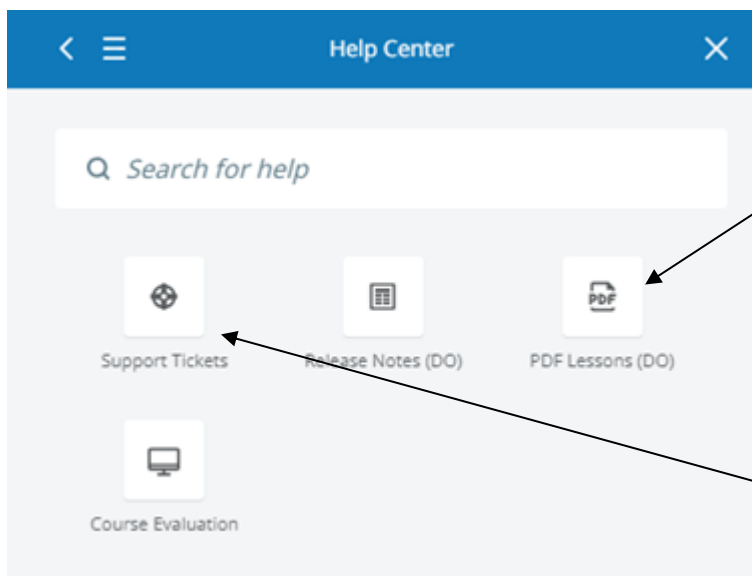 Help Center
Search for help
Support Tickets
Release Notes (DO)
PDF
PDF Lessons (DO)
Course Evaluation